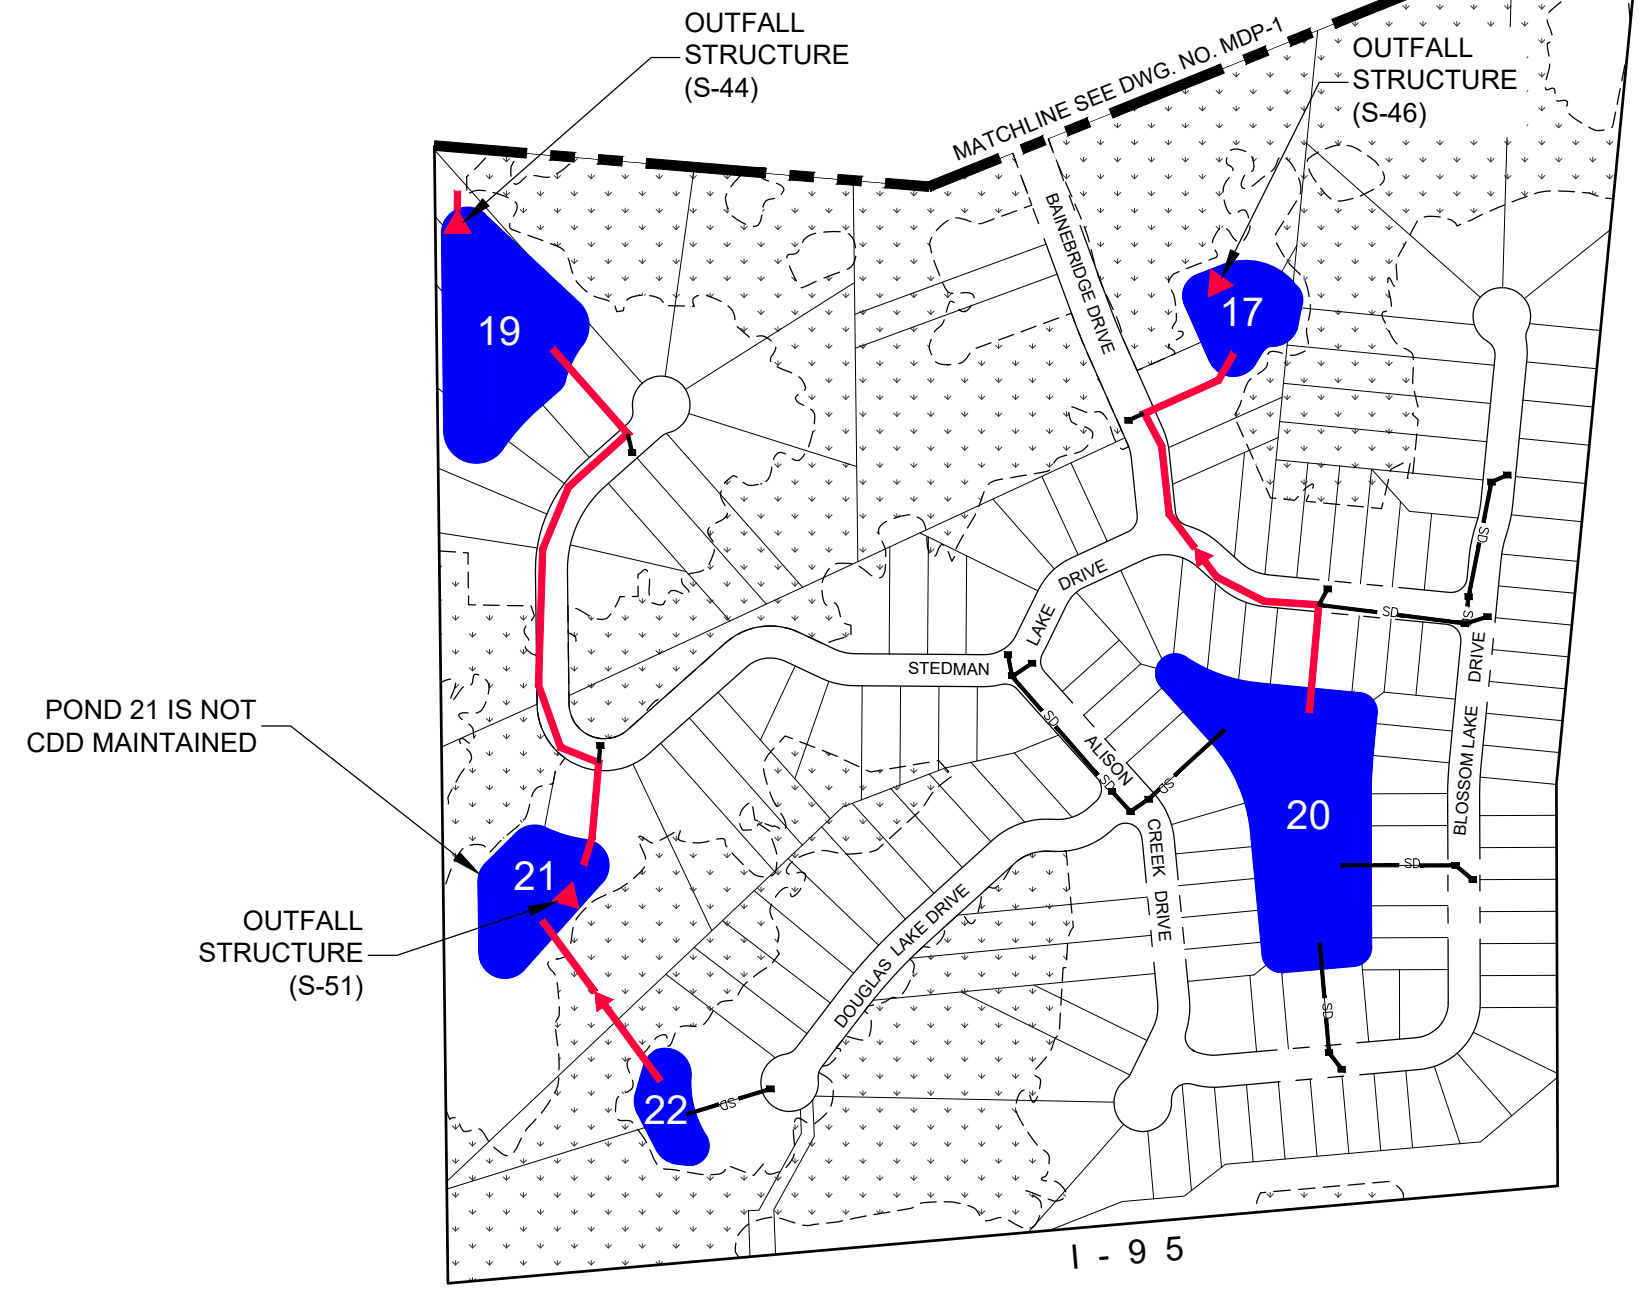 OUTFALL
STRUCTURE
(S-44)
MATCHLINE SEE DWG. NO. MDP-1
OUTFALL
STRUCTURE
(S-46)
BAINEBRIDGE DRIVE
17
19
SD
SD
S
LAKE DRIVE
STEDMAN
POND 21 IS NOT
CDD MAINTAINED
SD
ALISON
SD
SD
CREEK DRIVE
BLOSSOM LAKE DRIVE
20
SD
21
OUTFALL
STRUCTURE
(S-51)
DOUGLAS LAKE DRIVE
SD
22
SD
I - 95